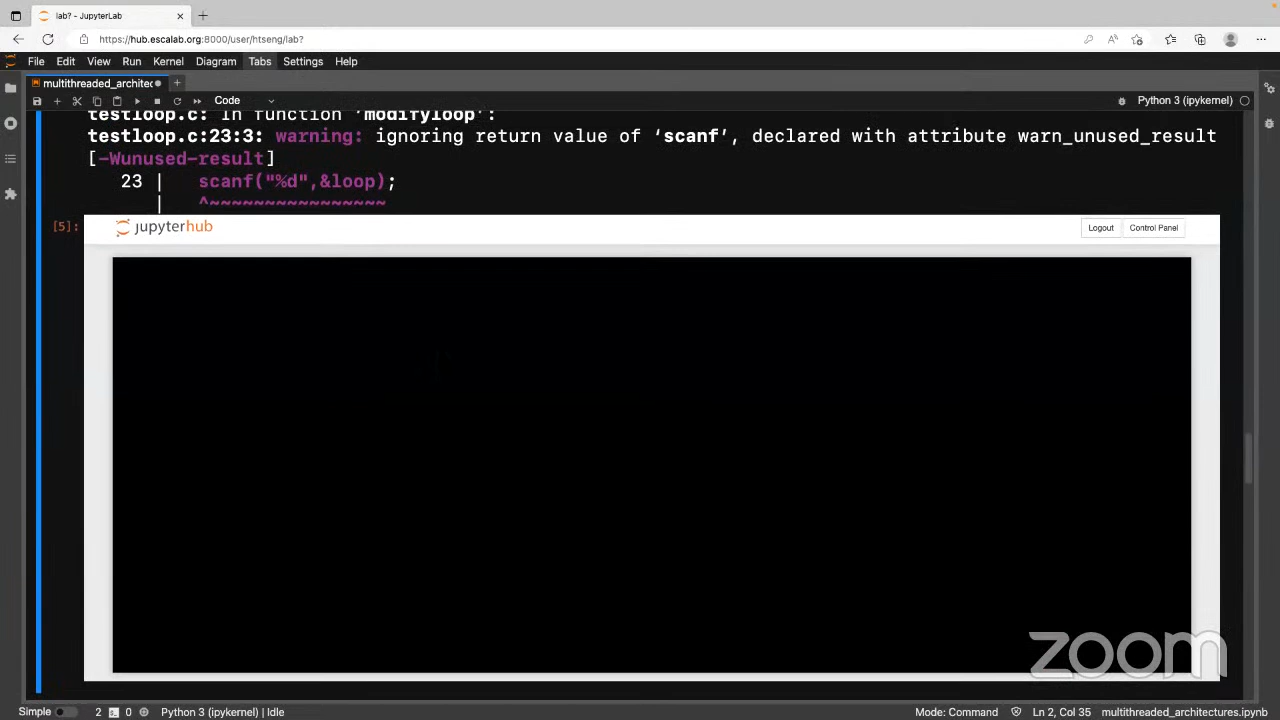 lab? - JupyterLab
https://hub.escalab.org:8000/user/htseng/lab?
File Edit View Run Kernel Diagram Tabs Settings Help
multithreaded_architec
Code
Python 3 (ipykernel)
testloop.c: In function 'modifyloop':
testloop.c:23:3: warning: ignoring return value of ‘scanf’, declared with attribute warn_unused_result
[-Wunused-result]
23 | scanf("%d",&loop);
| ^~~~~~~~~~~~~~~~~
[5]:
jupyterhub
Logout Control Panel
zoom
Simple 2 0 Python 3 (ipykernel) | Idle
Mode: Command Ln 2, Col 35 multithreaded_architectures.ipynb